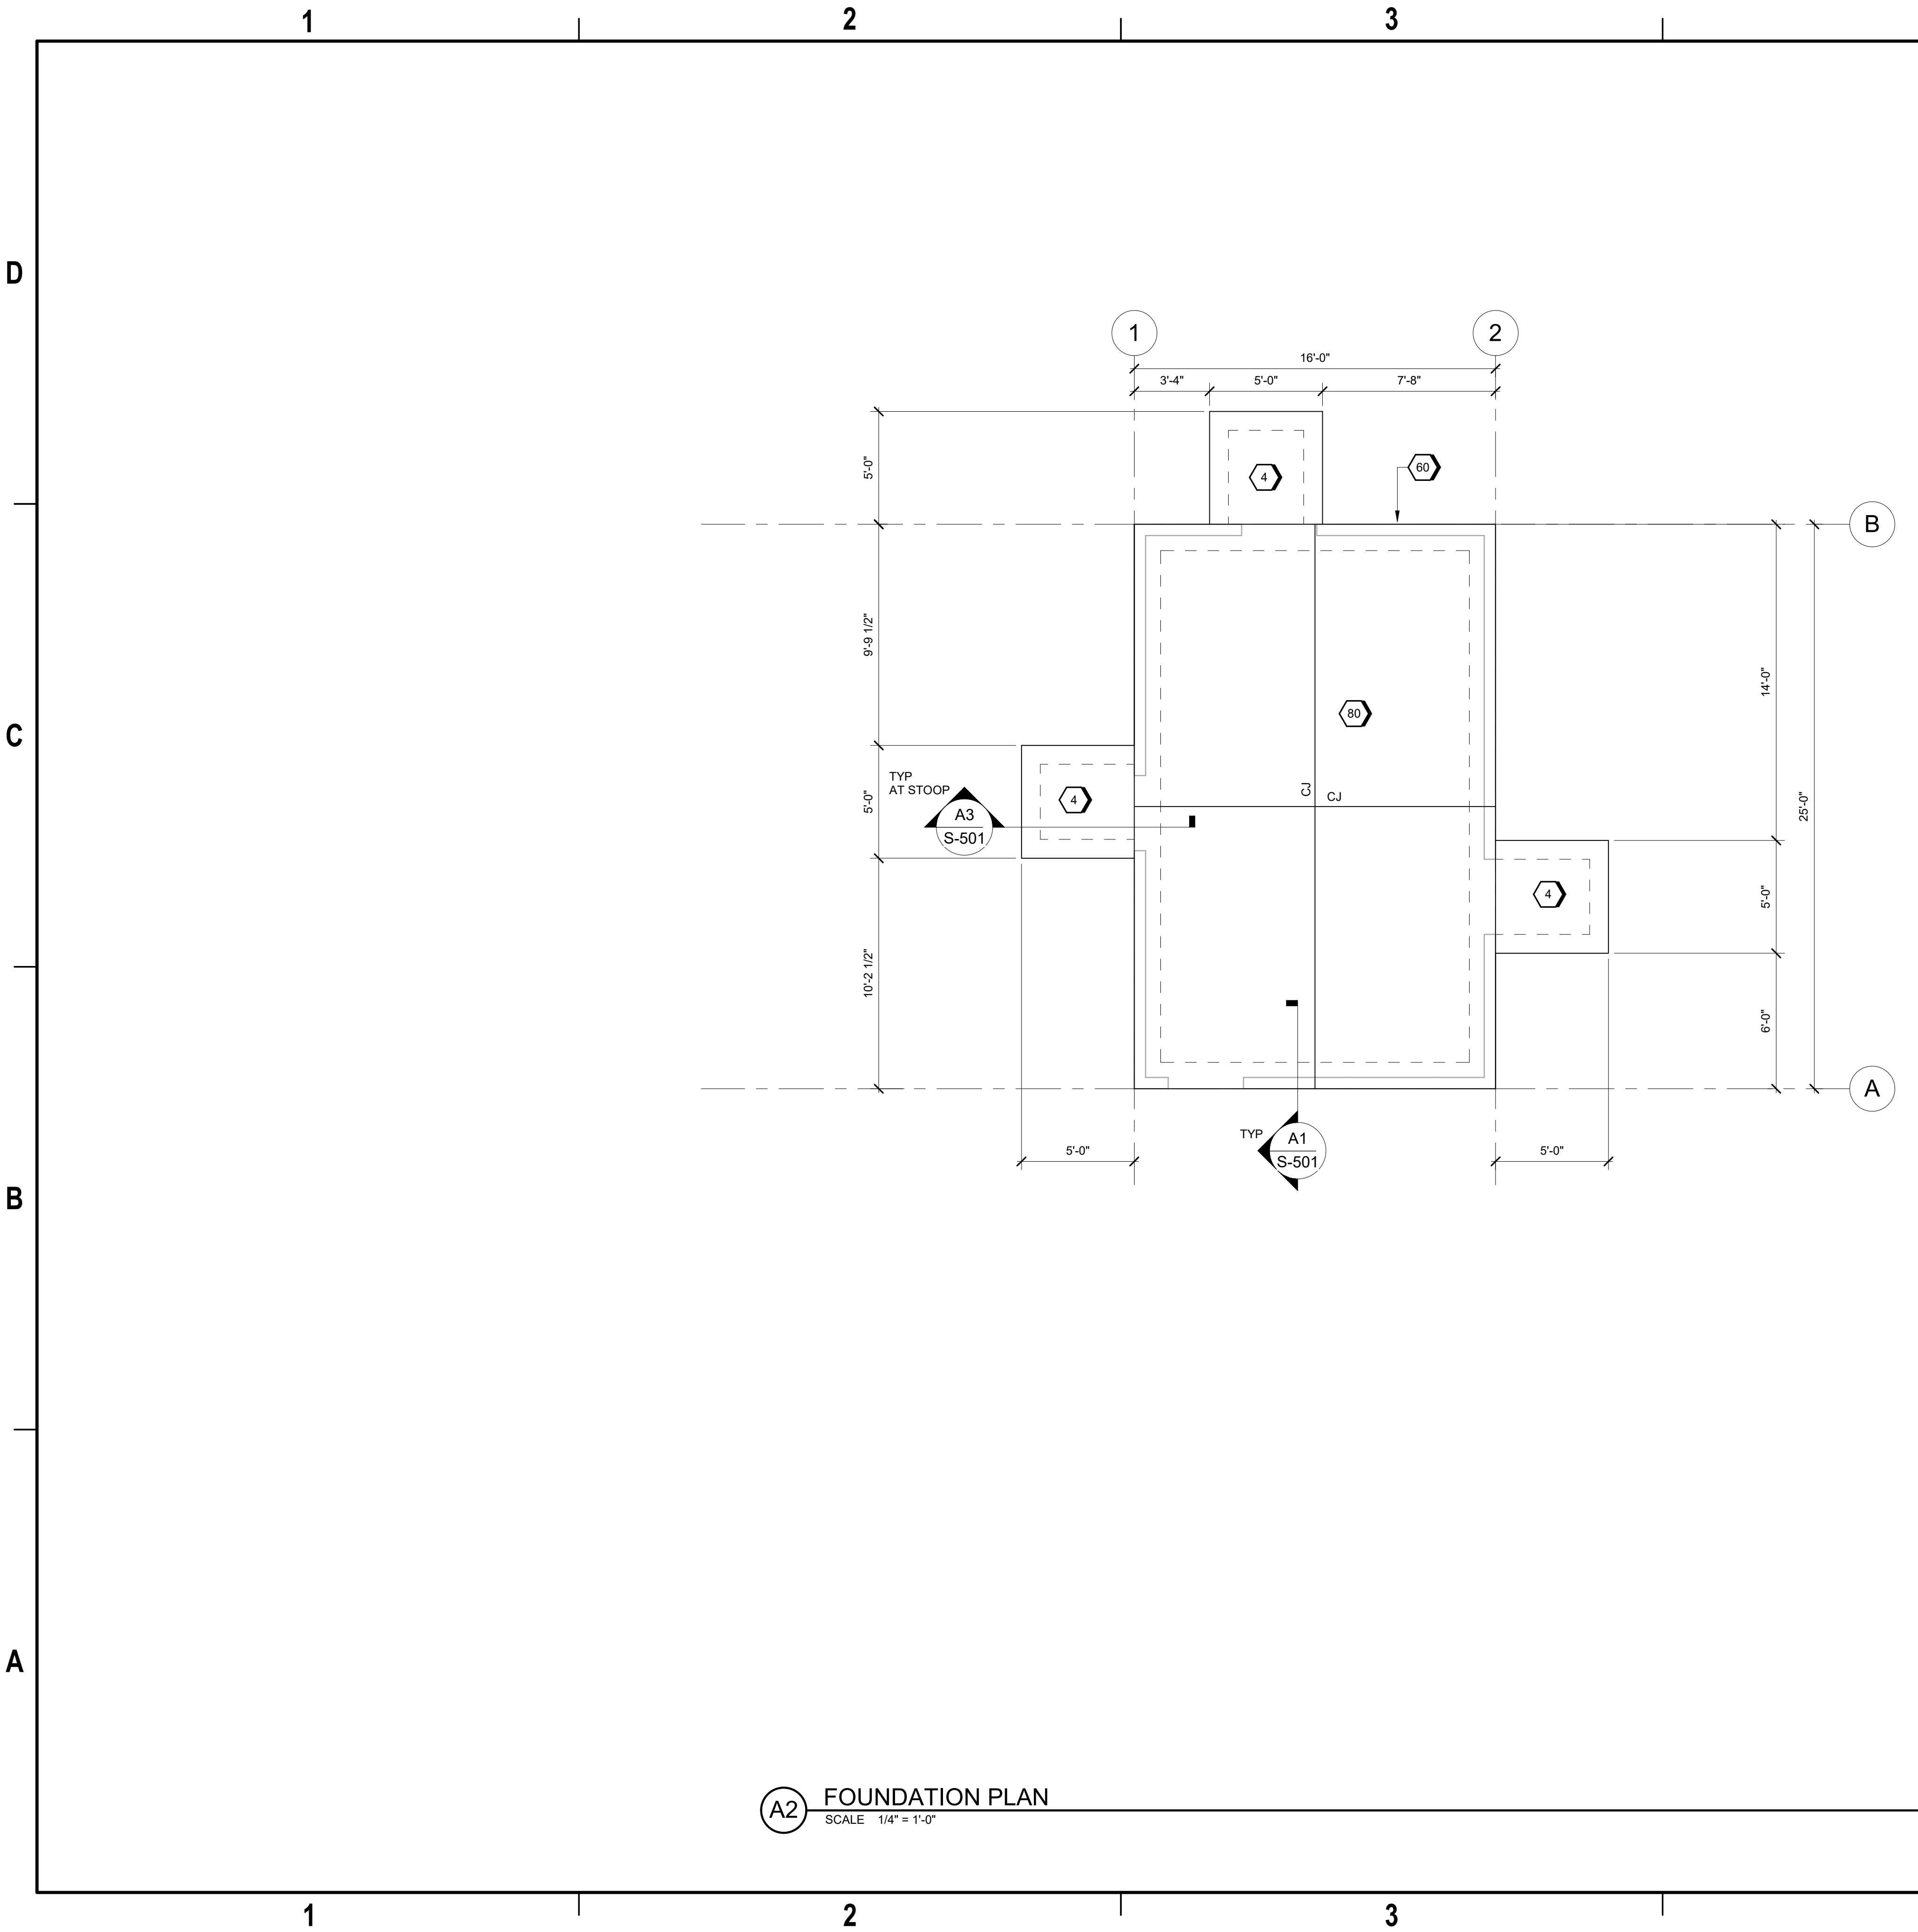 1 2 3
D
1 2
16'-0"
3'-4" 5'-0" 7'-8"
5'-0"
4
60
B
9'-9 1/2"
14'-0"
80
C
TYP
AT STOOP
4
5'-0"
CJ
CJ
25'-0"
A3
S-501
4
5'-0"
10'-2 1/2"
6'-0"
A
TYP
A1
S-501
5'-0"
5'-0"
B
A
A2
FOUNDATION PLAN
SCALE 1/4" = 1'-0"
1 2 3